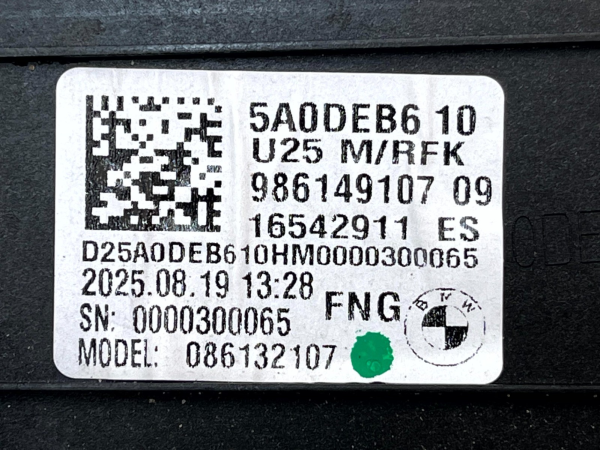 5A0DEB6 10
U25 M/RFK
986149107 09
16542911 ES
D25A0DEB610HM0000300065
2025.08.19 13:28
FNG
BMW
SN: 0000300065
MODEL: 086132107